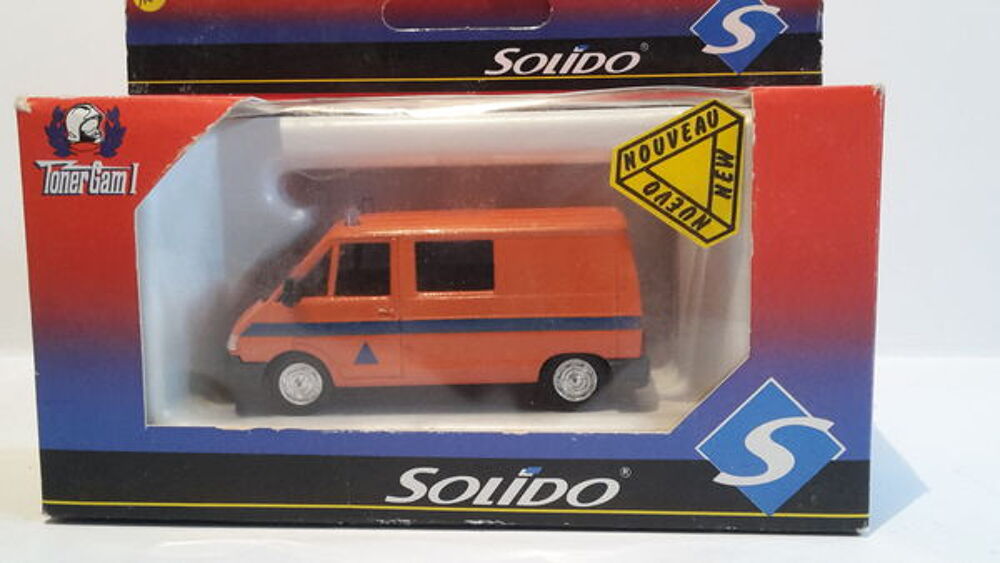 SOLIDO®
S
Toner Gam I
NOUVEAU
NEW
NUEVO
SOLIDO®
S